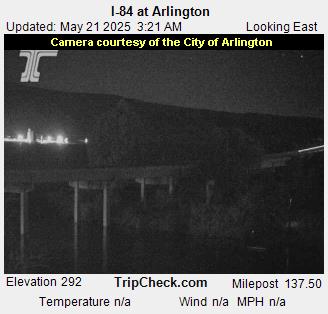 I-84 at Arlington
Updated: May 21 2025 3:21 AM Looking East
Camera courtesy of the City of Arlington
Elevation 292 TripCheck.com Milepost 137.50
Temperature n/a Wind n/a MPH n/a